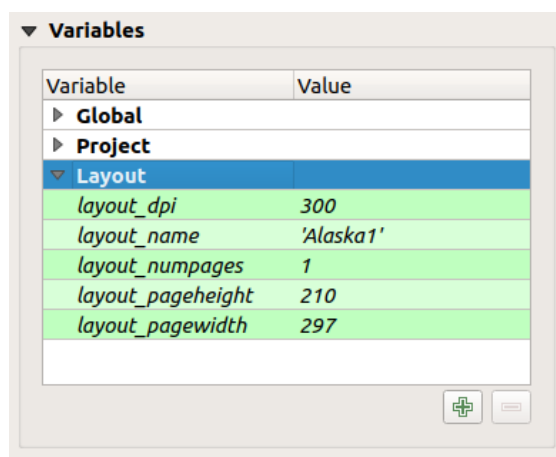 Variables
Variable Value
Global
Project
Layout
layout_dpi 300
layout_name 'Alaska1'
layout_numpages 1
layout_pageheight 210
layout_pagewidth 297